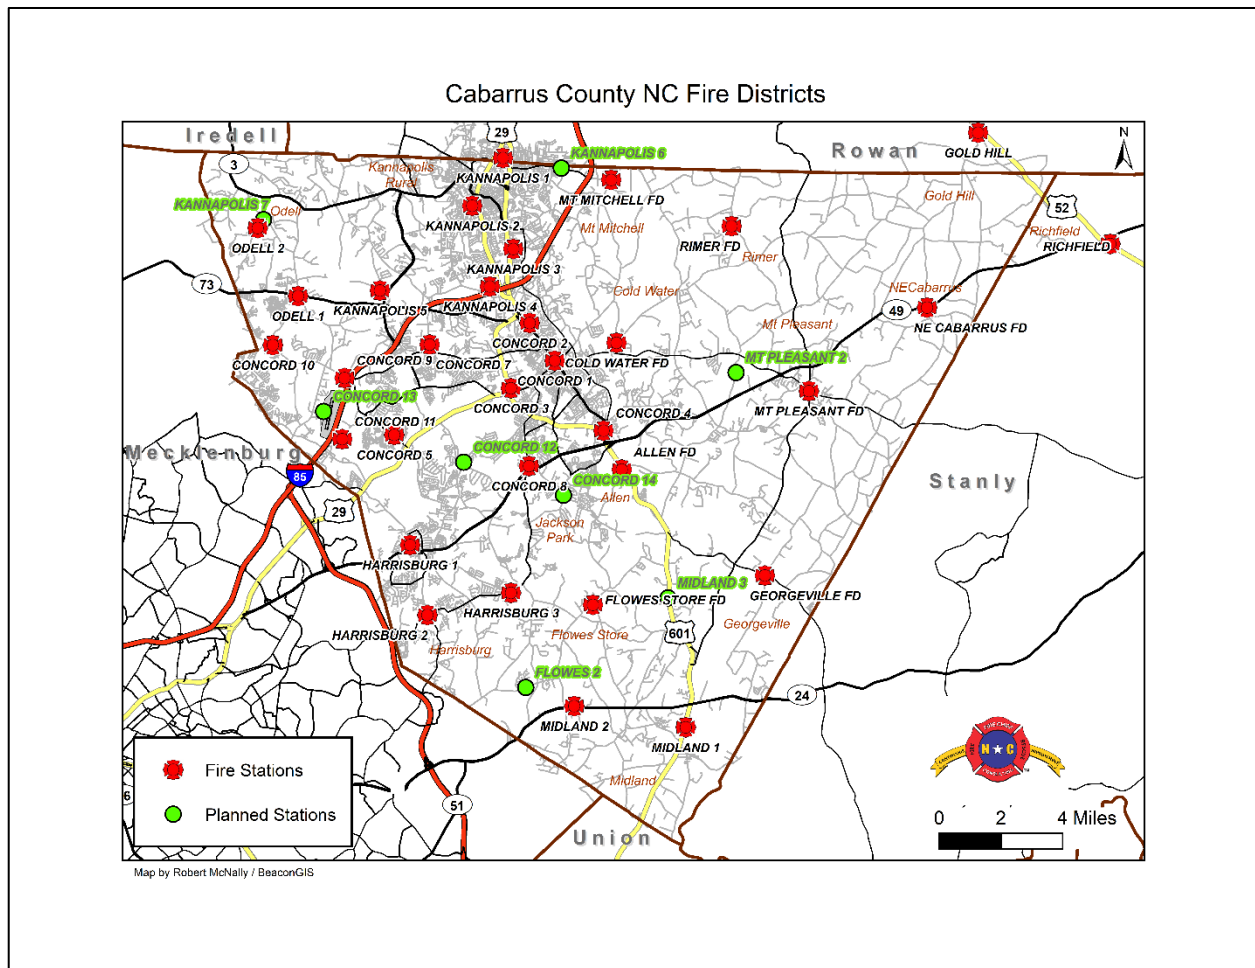 Cabarrus County NC Fire Districts
Iredell
29
KANNAPOLIS 6
Rowan
GOLD HILL
N
3
Kannapolis
Rural
KANNAPOLIS 1
MT MITCHELL FD
Gold Hill
KANNAPOLIS 7
Odell
ODELL 2
KANNAPOLIS 2
Mt Mitchell
RIMER FD
Rimer
52
Richfield
RICHFIELD
KANNAPOLIS 3
73
ODELL 1
KANNAPOLIS 5
KANNAPOLIS 4
Cold Water
NECabarrus
49
NE CABARRUS FD
CONCORD 2
Mt Pleasant
CONCORD 10
CONCORD 9
CONCORD 7
COLD WATER FD
MT PLEASANT 2
CONCORD 1
CONCORD 13
CONCORD 3
CONCORD 4
MT PLEASANT FD
CONCORD 11
Mecklenburg
CONCORD 5
CONCORD 12
ALLEN FD
85
CONCORD 8
CONCORD 14
Allen
Stanly
29
Jackson
Park
HARRISBURG 1
MIDLAND 3
GEORGEVILLE FD
HARRISBURG 3
FLOWES STORE FD
HARRISBURG 2
Flowes Store
601
Georgeville
Harrisburg
FLOWES 2
24
MIDLAND 2
MIDLAND 1
N C
Fire Stations
Midland
Planned Stations
6
51
Union
0 2 4 Miles
Map by Robert McNally / BeaconGIS